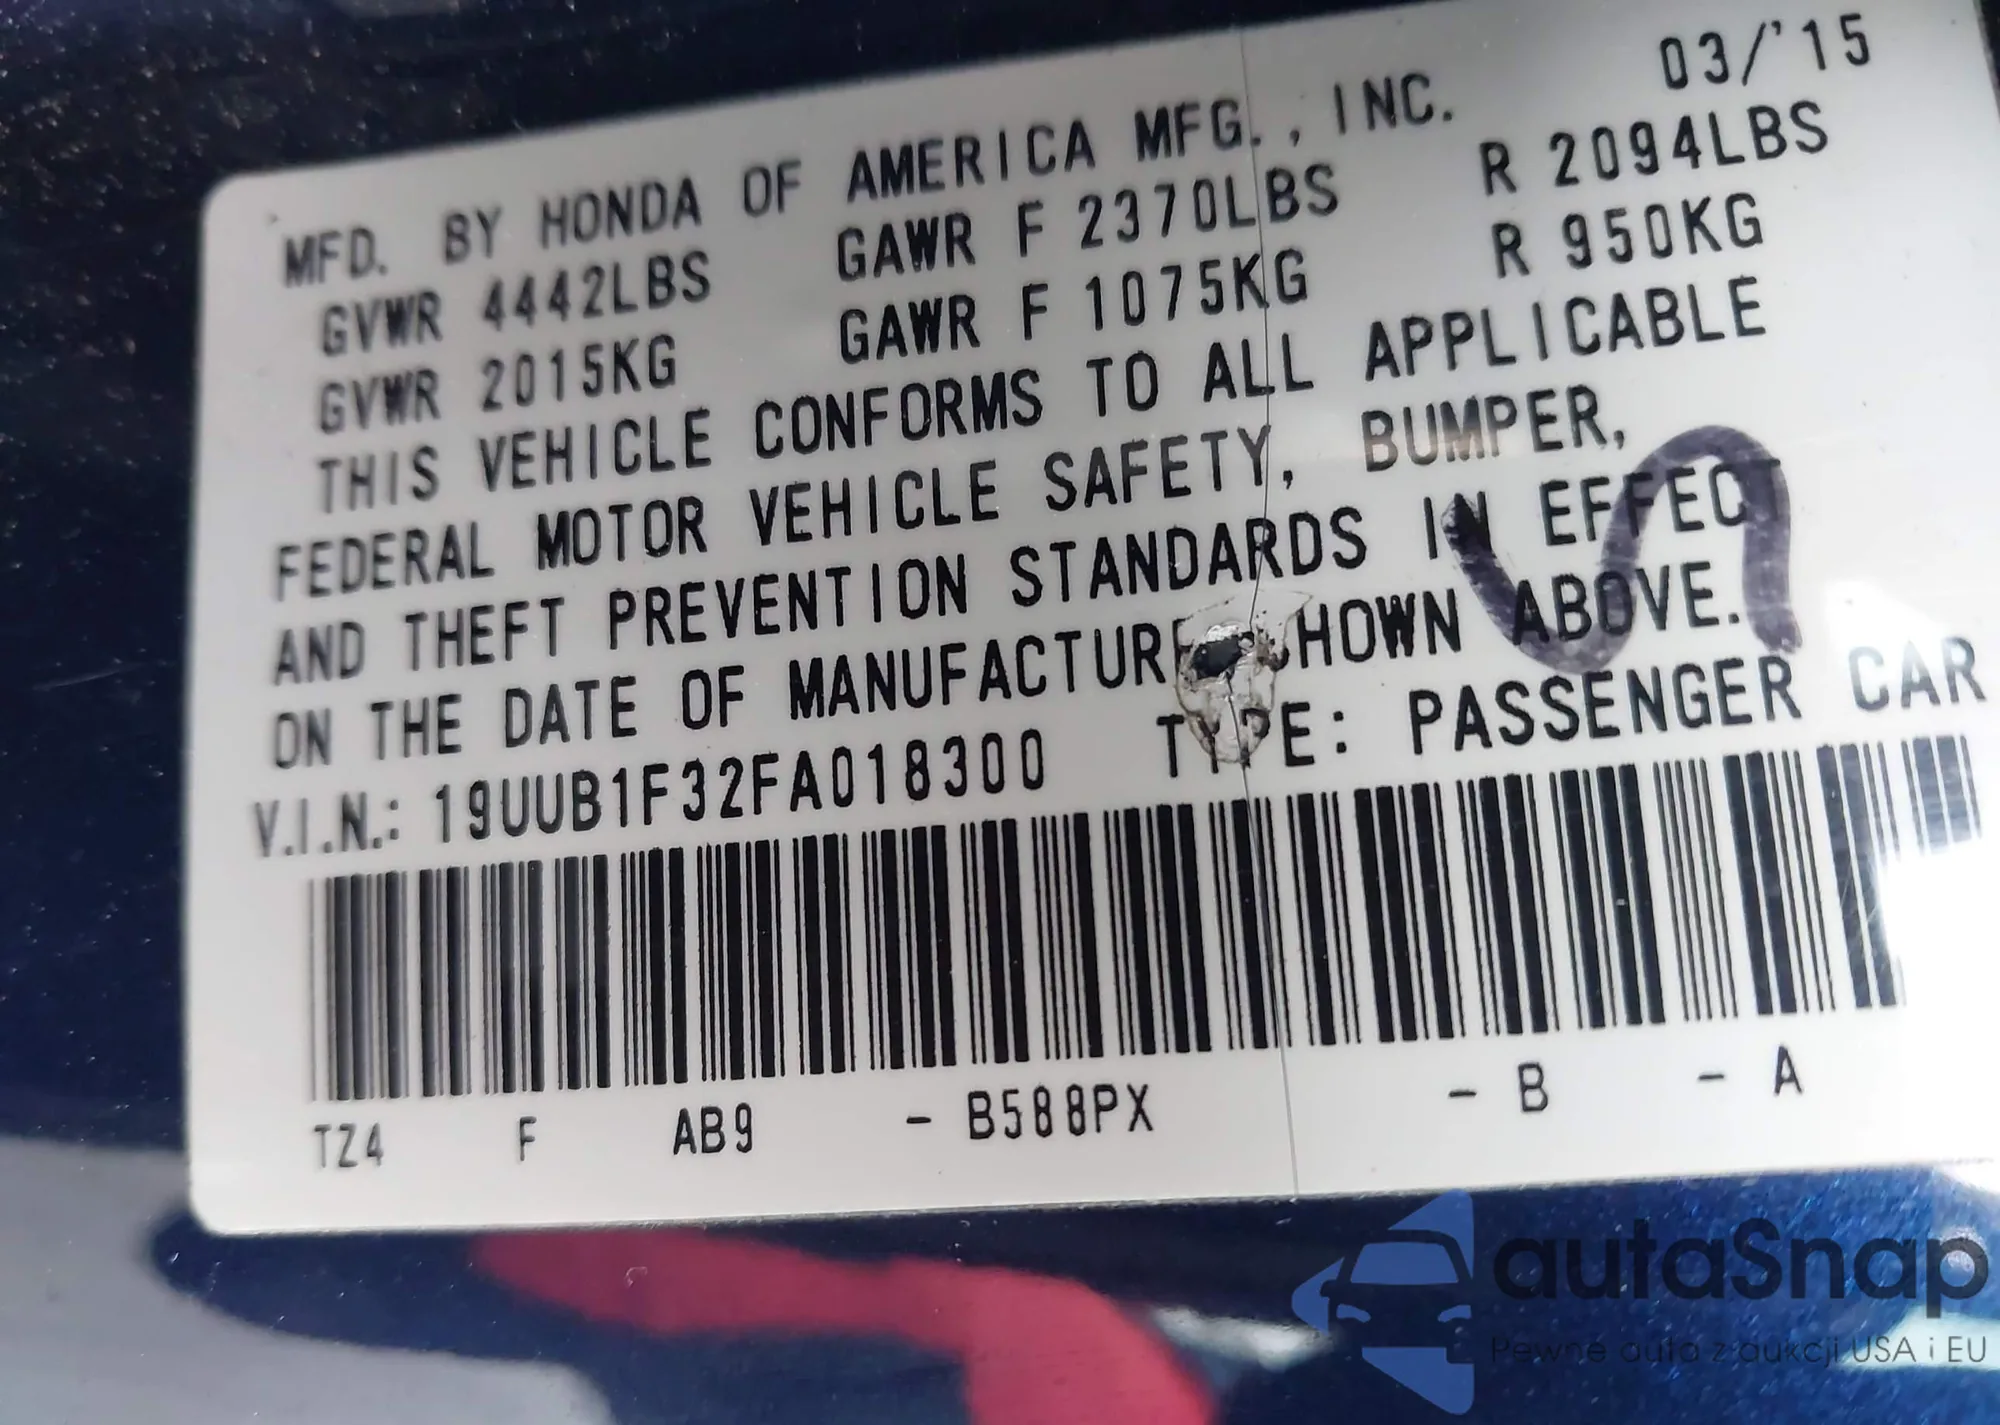 03/'15
MFD. BY HONDA OF AMERICA MFG., INC.
GVWR 4442LBS GAWR F 2370LBS R 2094LBS
GVWR 2015KG GAWR F 1075KG R 950KG
THIS VEHICLE CONFORMS TO ALL APPLICABLE
FEDERAL MOTOR VEHICLE SAFETY, BUMPER,
AND THEFT PREVENTION STANDARDS IN EFFECT
ON THE DATE OF MANUFACTURE SHOWN ABOVE.
V.I.N.: 19UUB1F32FA018300 TYPE: PASSENGER CAR
TZ4 F AB9 - B588PX - B - A
autaSnap
Pewne auta z aukcji USA i EU